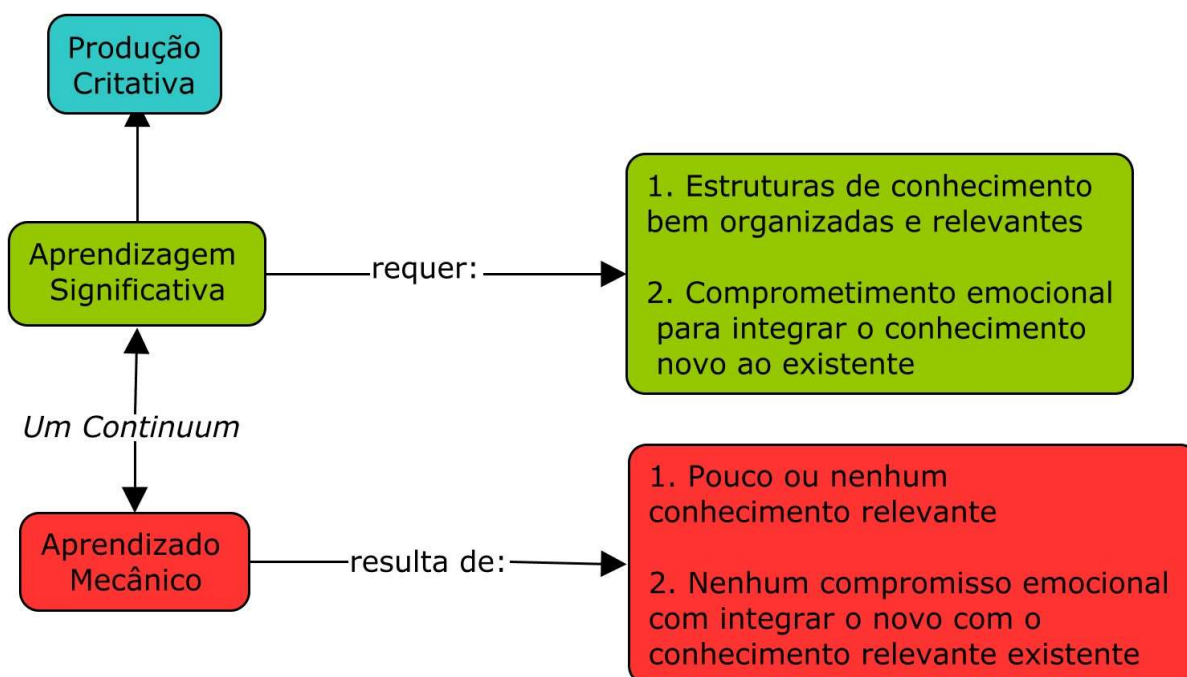 Produção
Critativa
Aprendizagem
Significativa
requer:
1. Estruturas de conhecimento
bem organizadas e relevantes
2. Comprometimento emocional
para integrar o conhecimento
novo ao existente
Um Continuum
Aprendizado
Mecânico
resulta de:
1. Pouco ou nenhum
conhecimento relevante
2. Nenhum compromisso emocional
com integrar o novo com o
conhecimento relevante existente